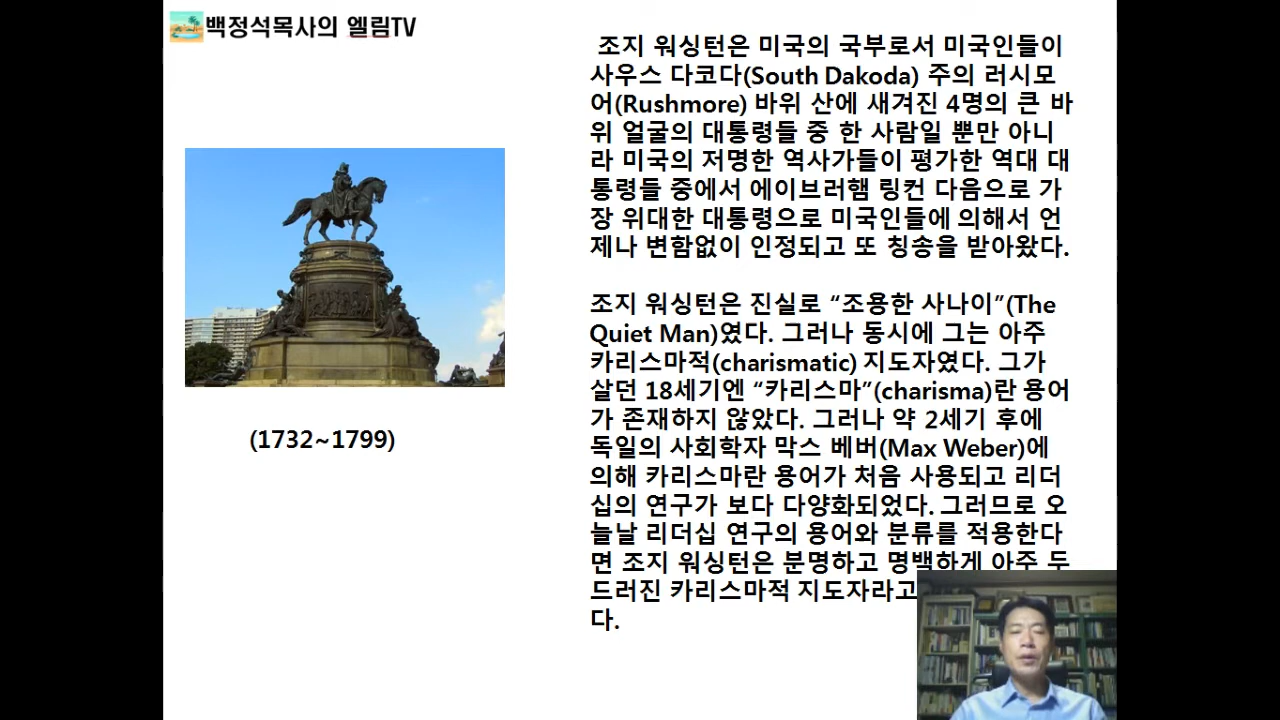 백정석목사의 엘림TV
조지 워싱턴은 미국의 국부로서 미국인들이
사우스 다코다(South Dakoda) 주의 러시모
어(Rushmore) 바위 산에 새겨진 4명의 큰 바
위 얼굴의 대통령들 중 한 사람일 뿐만 아니
라 미국의 저명한 역사가들이 평가한 역대 대
통령들 중에서 에이브러햄 링컨 다음으로 가
장 위대한 대통령으로 미국인들에 의해서 언
제나 변함없이 인정되고 또 칭송을 받아왔다.
조지 워싱턴은 진실로 “조용한 사나이”(The
Quiet Man)였다. 그러나 동시에 그는 아주
카리스마적(charismatic) 지도자였다. 그가
살던 18세기엔 “카리스마”(charisma)란 용어
가 존재하지 않았다. 그러나 약 2세기 후에
독일의 사회학자 막스 베버(Max Weber)에
의해 카리스마란 용어가 처음 사용되고 리더
십의 연구가 보다 다양화되었다. 그러므로 오
늘날 리더십 연구의 용어와 분류를 적용한다
면 조지 워싱턴은 분명하고 명백하게 아주 두
드러진 카리스마적 지도자라고
다.
(1732~1799)